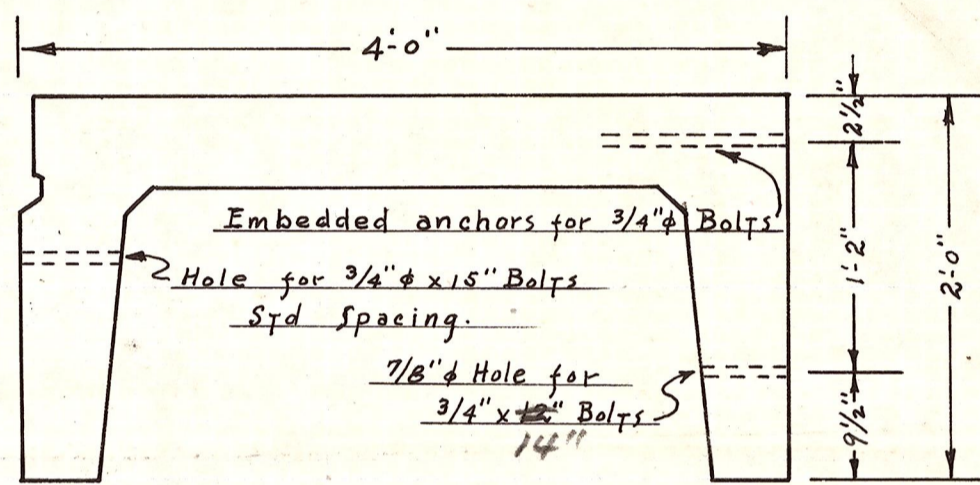 4'-0"
2½"
Embedded anchors for 3/4"ϕ Bolts
1'-2"
2'-0"
Hole for 3/4"ϕ x 15" Bolts
STd Spacing.
7/8"ϕ Hole for
3/4" x 12" Bolts
14"
9½"